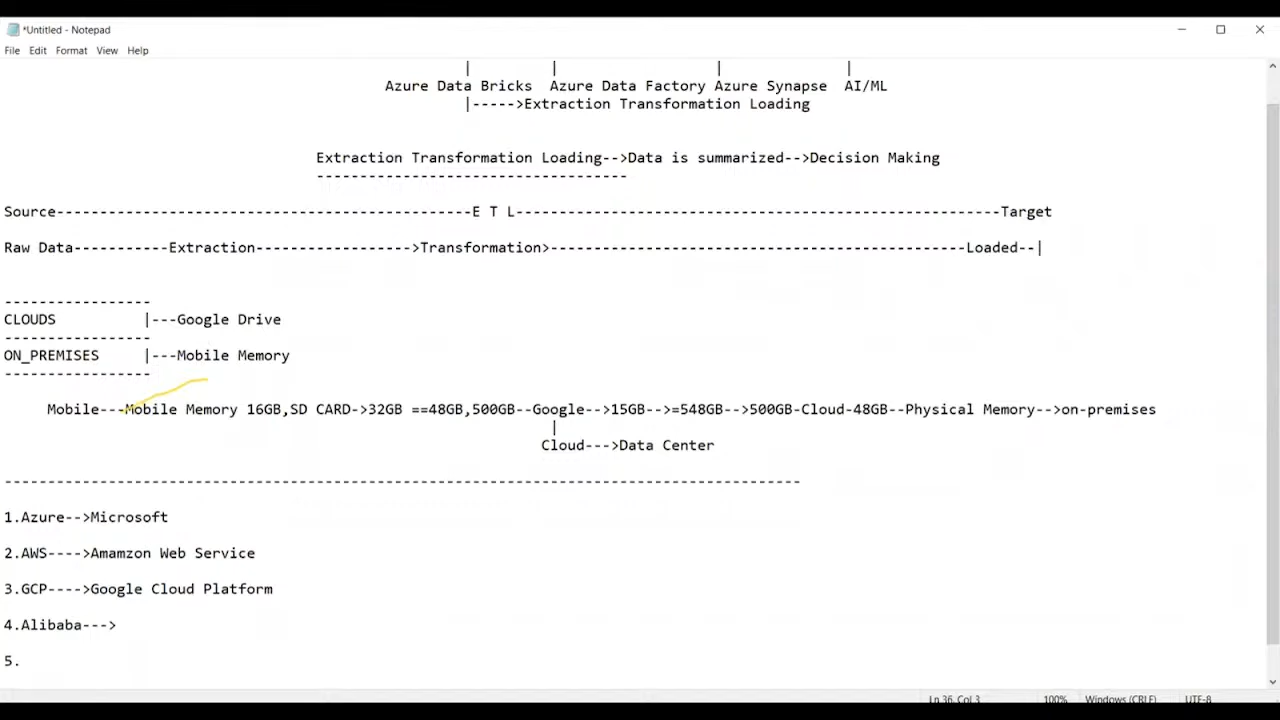 *Untitled - Notepad
File Edit Format View Help
| | | |
Azure Data Bricks Azure Data Factory Azure Synapse AI/ML
|----->Extraction Transformation Loading
Extraction Transformation Loading-->Data is summarized-->Decision Making
------------------------------------
Source------------------------------------------------E T L--------------------------------------------------------Target
Raw Data-----------Extraction------------------>Transformation>------------------------------------------------Loaded--|
-----------------
CLOUDS |---Google Drive
-----------------
ON_PREMISES |---Mobile Memory
-----------------
Mobile---Mobile Memory 16GB,SD CARD->32GB ==48GB,500GB--Google-->15GB-->=548GB-->500GB-Cloud-48GB--Physical Memory-->on-premises
|
Cloud--->Data Center
--------------------------------------------------------------------------------------------
1.Azure-->Microsoft
2.AWS---->Amamzon Web Service
3.GCP---->Google Cloud Platform
4.Alibaba--->
5.
Ln 36, Col 3 100% Windows (CRLF) UTF-8